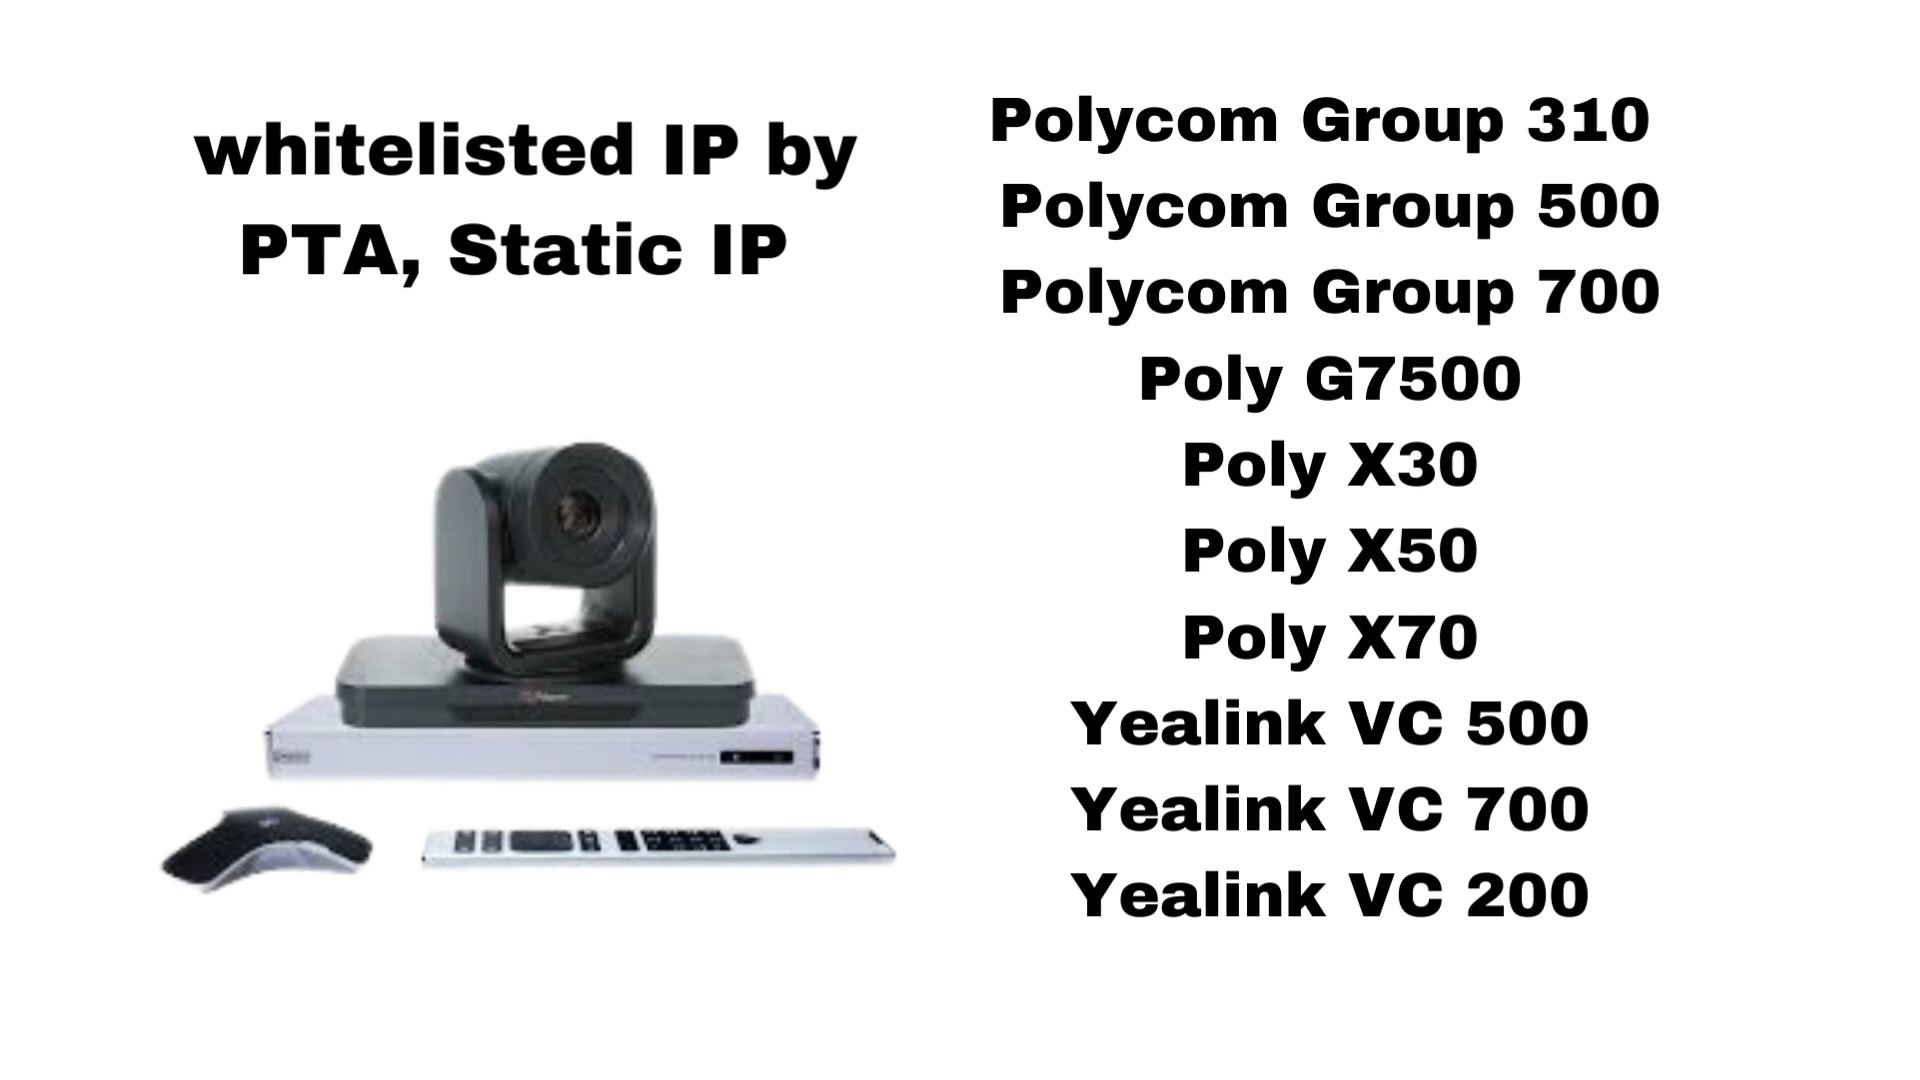 whitelisted IP by
PTA, Static IP
Polycom Group 310
Polycom Group 500
Polycom Group 700
Poly G7500
Poly X30
Poly X50
Poly X70
Yealink VC 500
Yealink VC 700
Yealink VC 200